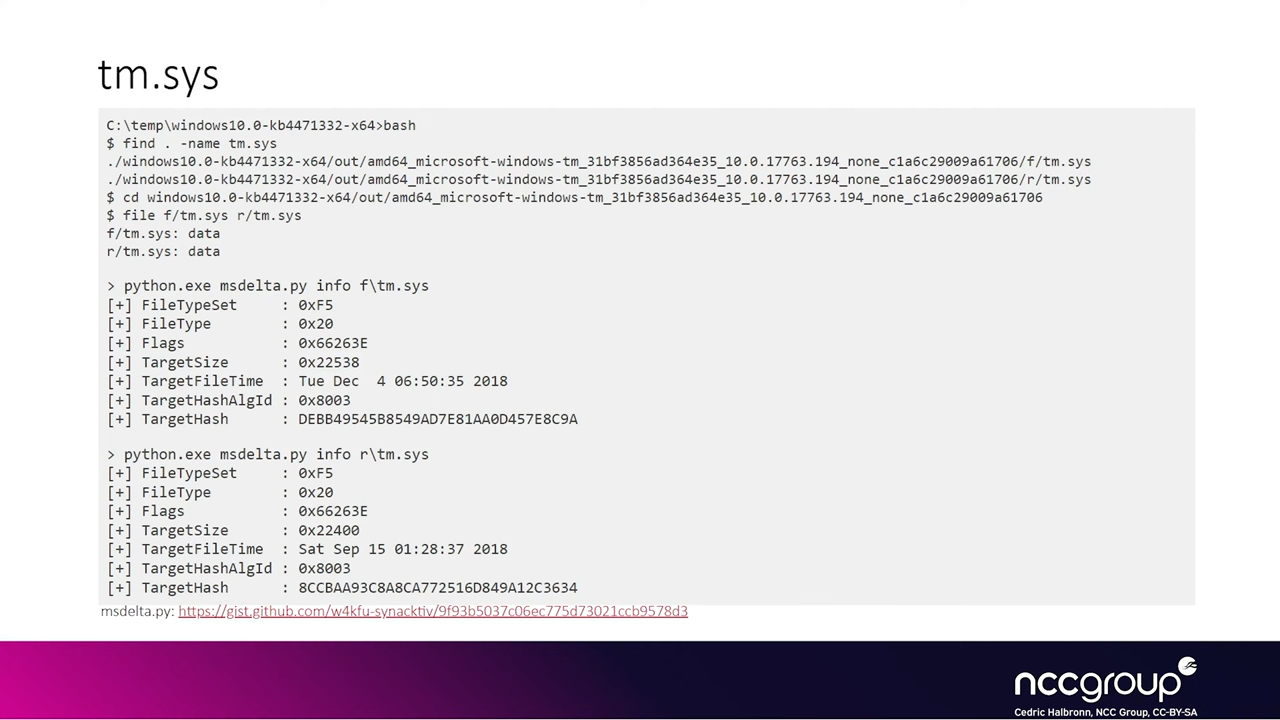 tm.sys
C:\temp\windows10.0-kb4471332-x64>bash
$ find . -name tm.sys
./windows10.0-kb4471332-x64/out/amd64_microsoft-windows-tm_31bf3856ad364e35_10.0.17763.194_none_c1a6c29009a61706/f/tm.sys
./windows10.0-kb4471332-x64/out/amd64_microsoft-windows-tm_31bf3856ad364e35_10.0.17763.194_none_c1a6c29009a61706/r/tm.sys
$ cd windows10.0-kb4471332-x64/out/amd64_microsoft-windows-tm_31bf3856ad364e35_10.0.17763.194_none_c1a6c29009a61706
$ file f/tm.sys r/tm.sys
f/tm.sys: data
r/tm.sys: data
> python.exe msdelta.py info f\tm.sys
[+] FileTypeSet : 0xF5
[+] FileType : 0x20
[+] Flags : 0x66263E
[+] TargetSize : 0x22538
[+] TargetFileTime : Tue Dec 4 06:50:35 2018
[+] TargetHashAlgId : 0x8003
[+] TargetHash : DEBB49545B8549AD7E81AA0D457E8C9A
> python.exe msdelta.py info r\tm.sys
[+] FileTypeSet : 0xF5
[+] FileType : 0x20
[+] Flags : 0x66263E
[+] TargetSize : 0x22400
[+] TargetFileTime : Sat Sep 15 01:28:37 2018
[+] TargetHashAlgId : 0x8003
[+] TargetHash : 8CCBAA93C8A8CA772516D849A12C3634
msdelta.py: https://gist.github.com/w4kfu-synacktiv/9f93b5037c06ec775d73021ccb9578d3
nccgroup
Cedric Halbronn, NCC Group, CC-BY-SA